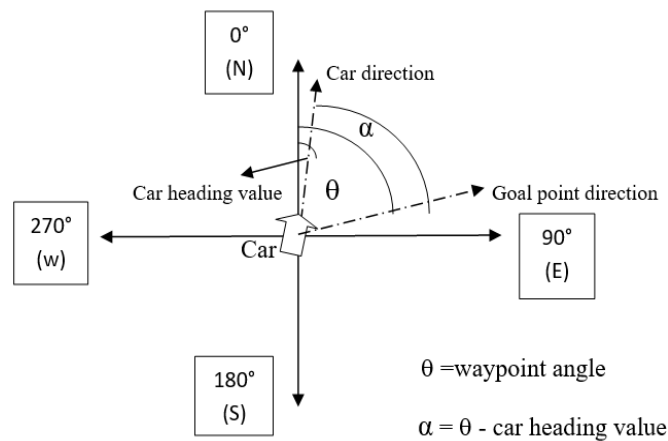 0°
(N)
Car direction
α
Car heading value
θ
Goal point direction
270°
(w)
Car
90°
(E)
180°
(S)
θ =waypoint angle
α = θ - car heading value